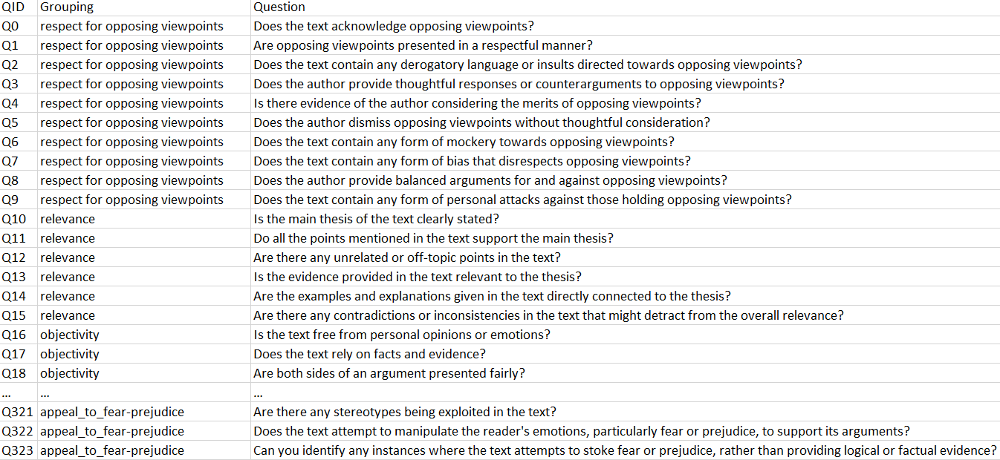 QID Grouping Question
Q0 respect for opposing viewpoints Does the text acknowledge opposing viewpoints?
Q1 respect for opposing viewpoints Are opposing viewpoints presented in a respectful manner?
Q2 respect for opposing viewpoints Does the text contain any derogatory language or insults directed towards opposing viewpoints?
Q3 respect for opposing viewpoints Does the author provide thoughtful responses or counterarguments to opposing viewpoints?
Q4 respect for opposing viewpoints Is there evidence of the author considering the merits of opposing viewpoints?
Q5 respect for opposing viewpoints Does the author dismiss opposing viewpoints without thoughtful consideration?
Q6 respect for opposing viewpoints Does the text contain any form of mockery towards opposing viewpoints?
Q7 respect for opposing viewpoints Does the text contain any form of bias that disrespects opposing viewpoints?
Q8 respect for opposing viewpoints Does the author provide balanced arguments for and against opposing viewpoints?
Q9 respect for opposing viewpoints Does the text contain any form of personal attacks against those holding opposing viewpoints?
Q10 relevance Is the main thesis of the text clearly stated?
Q11 relevance Do all the points mentioned in the text support the main thesis?
Q12 relevance Are there any unrelated or off-topic points in the text?
Q13 relevance Is the evidence provided in the text relevant to the thesis?
Q14 relevance Are the examples and explanations given in the text directly connected to the thesis?
Q15 relevance Are there any contradictions or inconsistencies in the text that might detract from the overall relevance?
Q16 objectivity Is the text free from personal opinions or emotions?
Q17 objectivity Does the text rely on facts and evidence?
Q18 objectivity Are both sides of an argument presented fairly?
... ... ...
Q321 appeal_to_fear-prejudice Are there any stereotypes being exploited in the text?
Q322 appeal_to_fear-prejudice Does the text attempt to manipulate the reader's emotions, particularly fear or prejudice, to support its arguments?
Q323 appeal_to_fear-prejudice Can you identify any instances where the text attempts to stoke fear or prejudice, rather than providing logical or factual evidence?